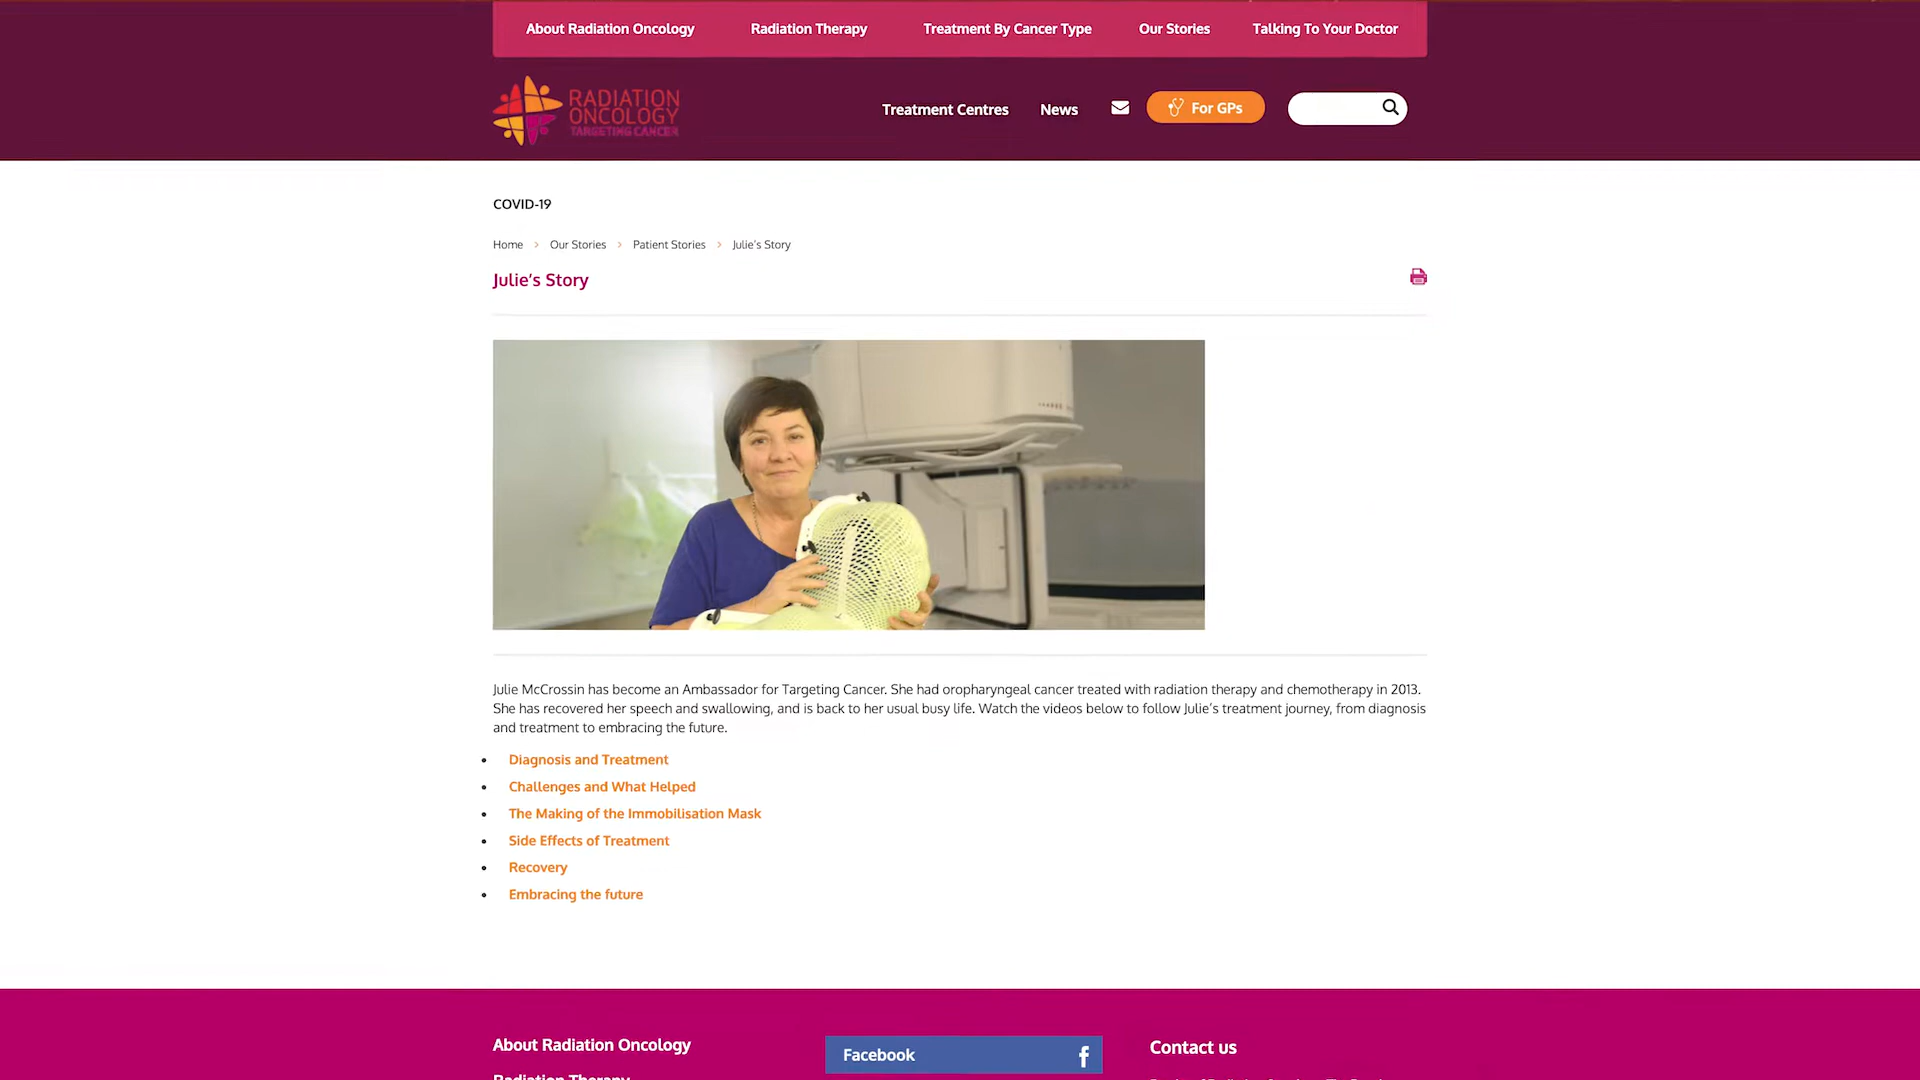 About Radiation Oncology
Radiation Therapy
Treatment By Cancer Type
Our Stories
Talking To Your Doctor
RADIATION
ONCOLOGY
TARGETING CANCER
Treatment Centres
News
For GPs
COVID-19
Home > Our Stories > Patient Stories > Julie’s Story
Julie’s Story
Julie McCrossin has become an Ambassador for Targeting Cancer. She had oropharyngeal cancer treated with radiation therapy and chemotherapy in 2013.
She has recovered her speech and swallowing, and is back to her usual busy life. Watch the videos below to follow Julie’s treatment journey, from diagnosis
and treatment to embracing the future.
• Diagnosis and Treatment
• Challenges and What Helped
• The Making of the Immobilisation Mask
• Side Effects of Treatment
• Recovery
• Embracing the future
About Radiation Oncology
Facebook
Contact us
Radiation Therapy